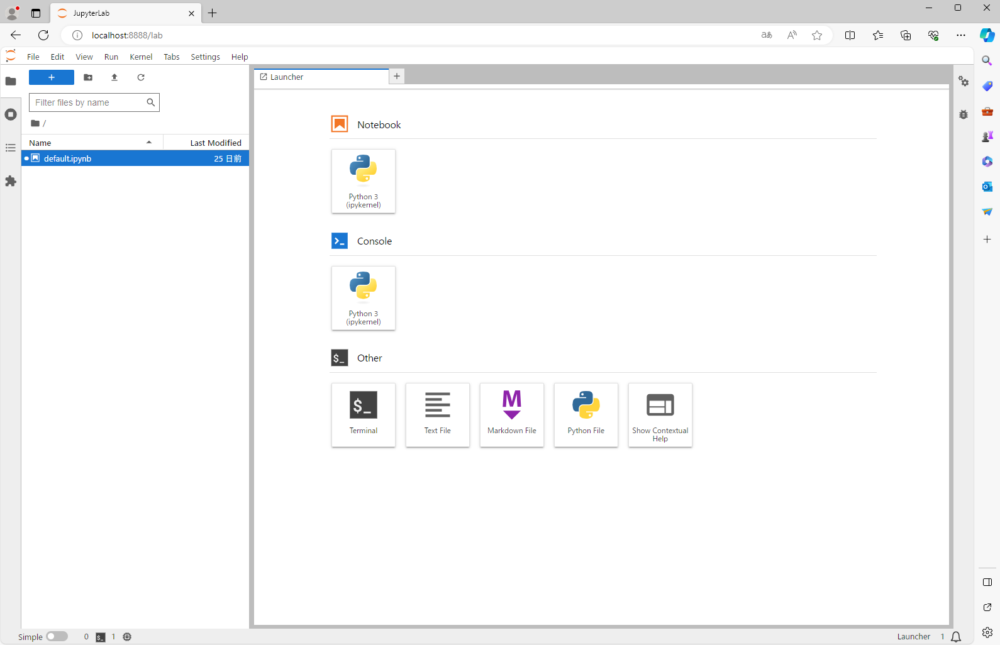 JupyterLab
localhost:8888/lab
File Edit View Run Kernel Tabs Settings Help
Launcher
Filter files by name
/
Name Last Modified
default.ipynb 25 日前
Notebook
Python 3
(ipykernel)
Console
Python 3
(ipykernel)
$_ Other
$_
Terminal
Text File
M
Markdown File
Python File
Show Contextual
Help
Simple 0 $_ 1 Launcher 1